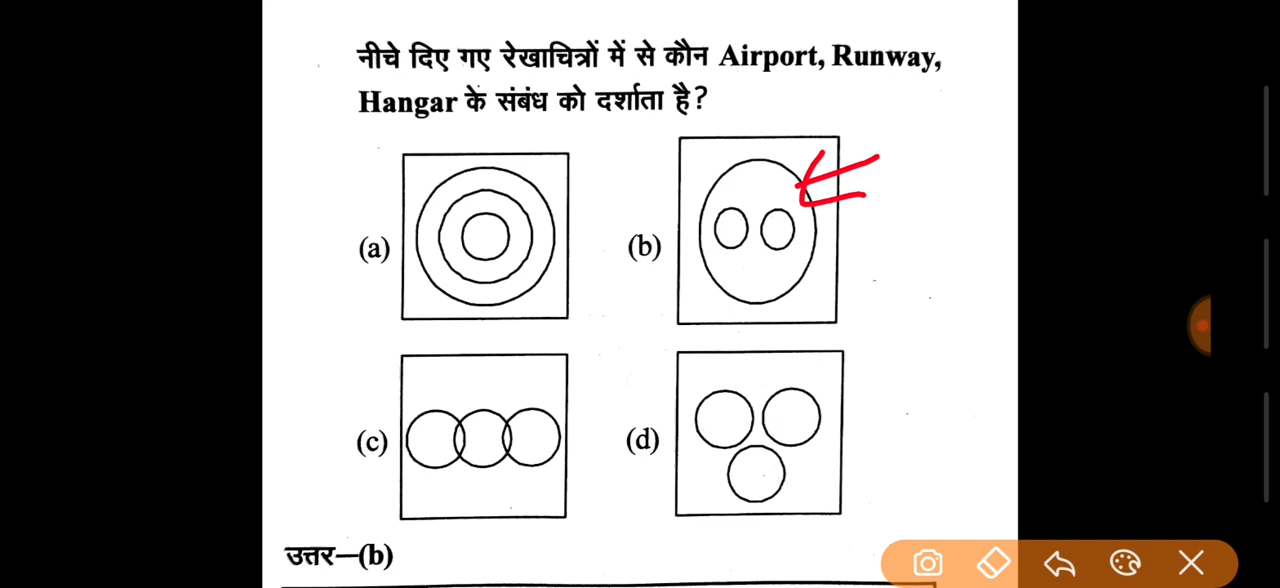 नीचे दिए गए रेखाचित्रों में से कौन Airport, Runway,
Hangar के संबंध को दर्शाता है?
(a)
(b)
(c)
(d)
उत्तर—(b)